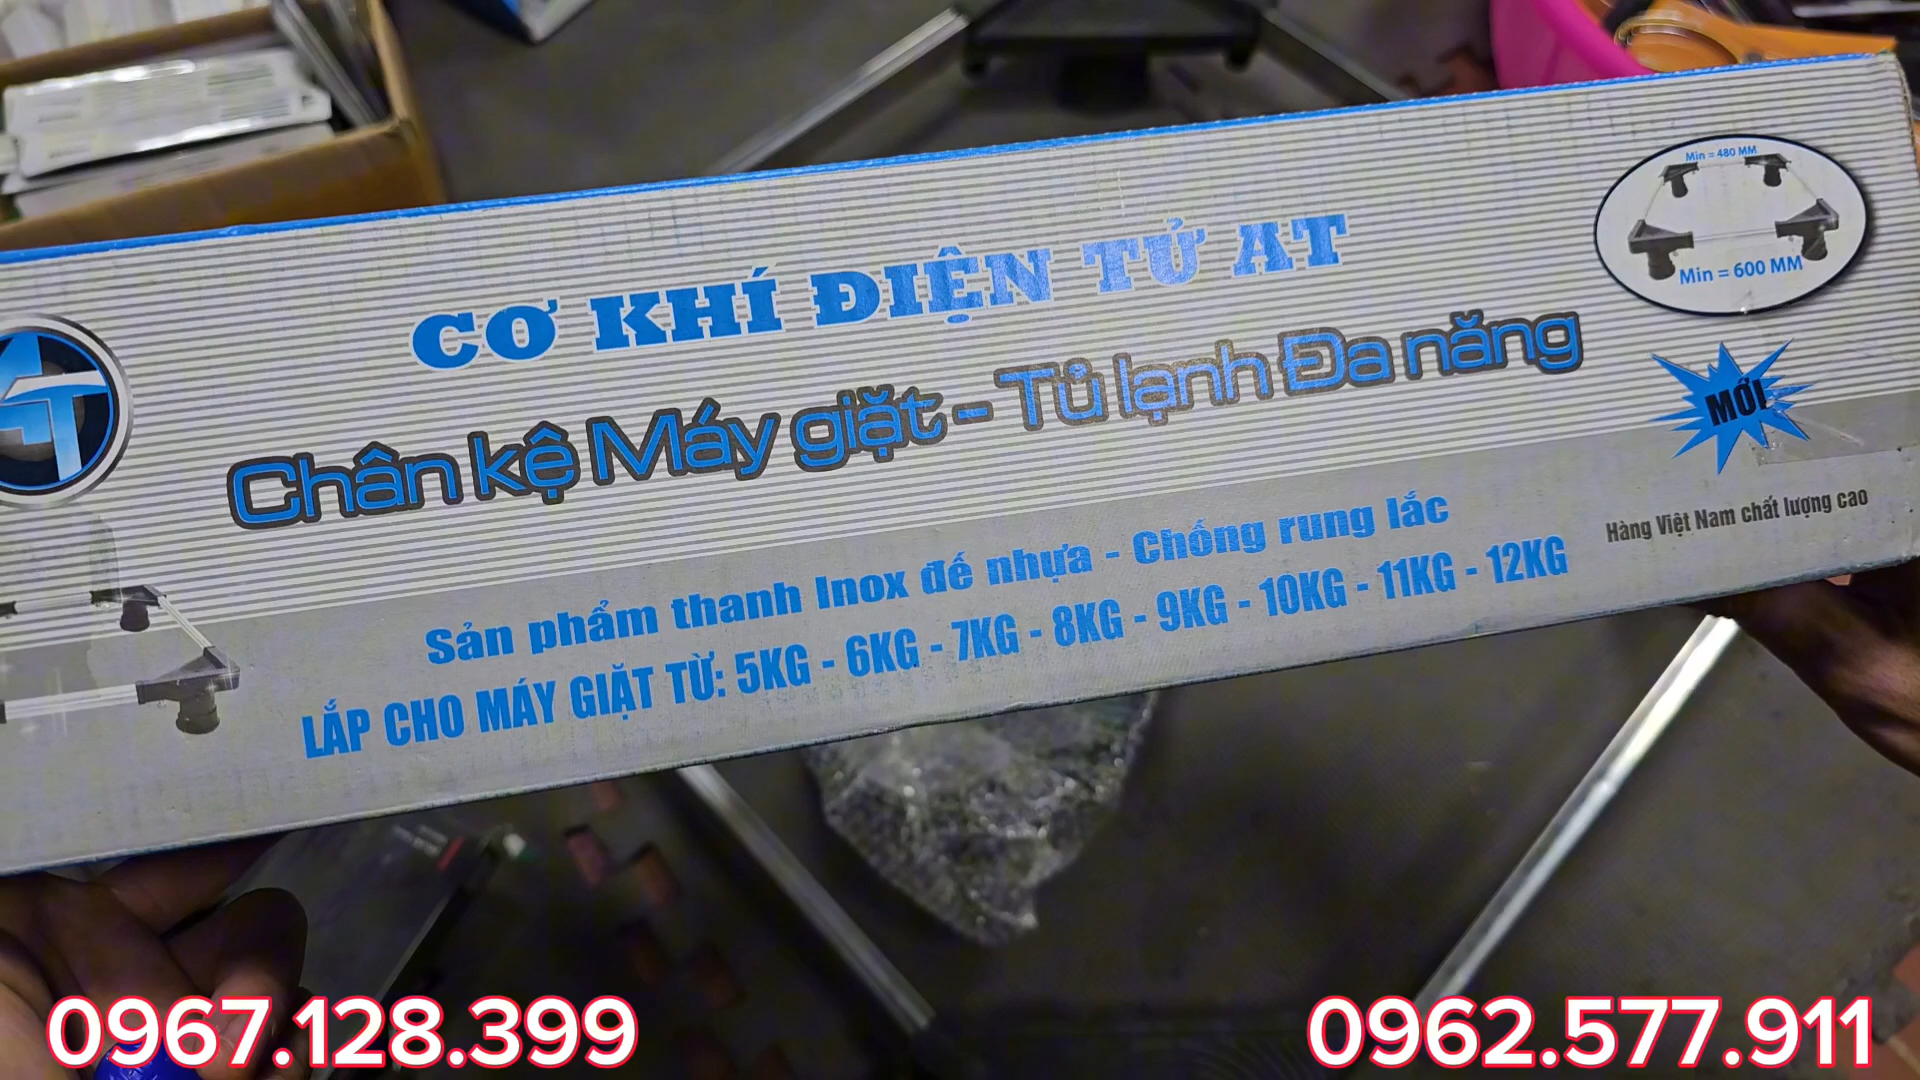 Min = 480 MM
Min = 600 MM
CƠ KHÍ ĐIỆN TỬ AT
Chân kệ Máy giặt - Tủ lạnh Đa năng
MỚI
Sản phẩm thanh Inox đế nhựa - Chống rung lắc
Hàng Việt Nam chất lượng cao
LẮP CHO MÁY GIẶT TỪ: 5KG - 6KG - 7KG - 8KG - 9KG - 10KG - 11KG - 12KG
0967.128.399
0962.577.911